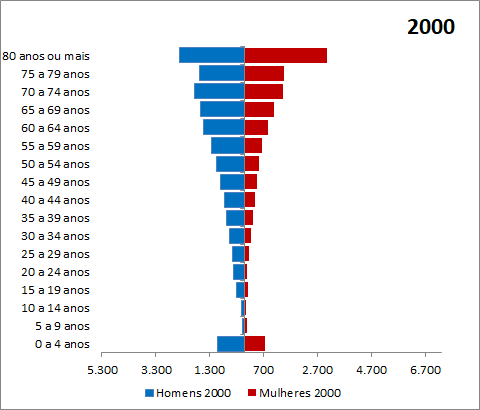 2000
80 anos ou mais
75 a 79 anos
70 a 74 anos
65 a 69 anos
60 a 64 anos
55 a 59 anos
50 a 54 anos
45 a 49 anos
40 a 44 anos
35 a 39 anos
30 a 34 anos
25 a 29 anos
20 a 24 anos
15 a 19 anos
10 a 14 anos
5 a 9 anos
0 a 4 anos
5.300 3.300 1.300 700 2.700 4.700 6.700
Homens 2000 Mulheres 2000